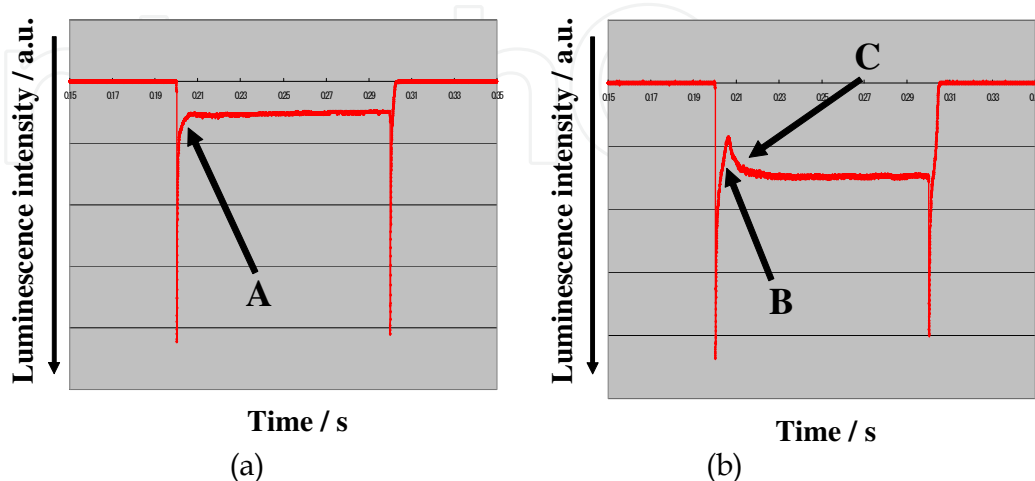 Luminescence intensity / a.u.
0.15 0.17 0.19 0.21 0.23 0.25 0.27 0.29 0.31 0.33 0.35
A
Time / s
(a)
Luminescence intensity / a.u.
0.15 0.17 0.19 0.21 0.23 0.25 0.27 0.29 0.31 0.33
C
B
Time / s
(b)